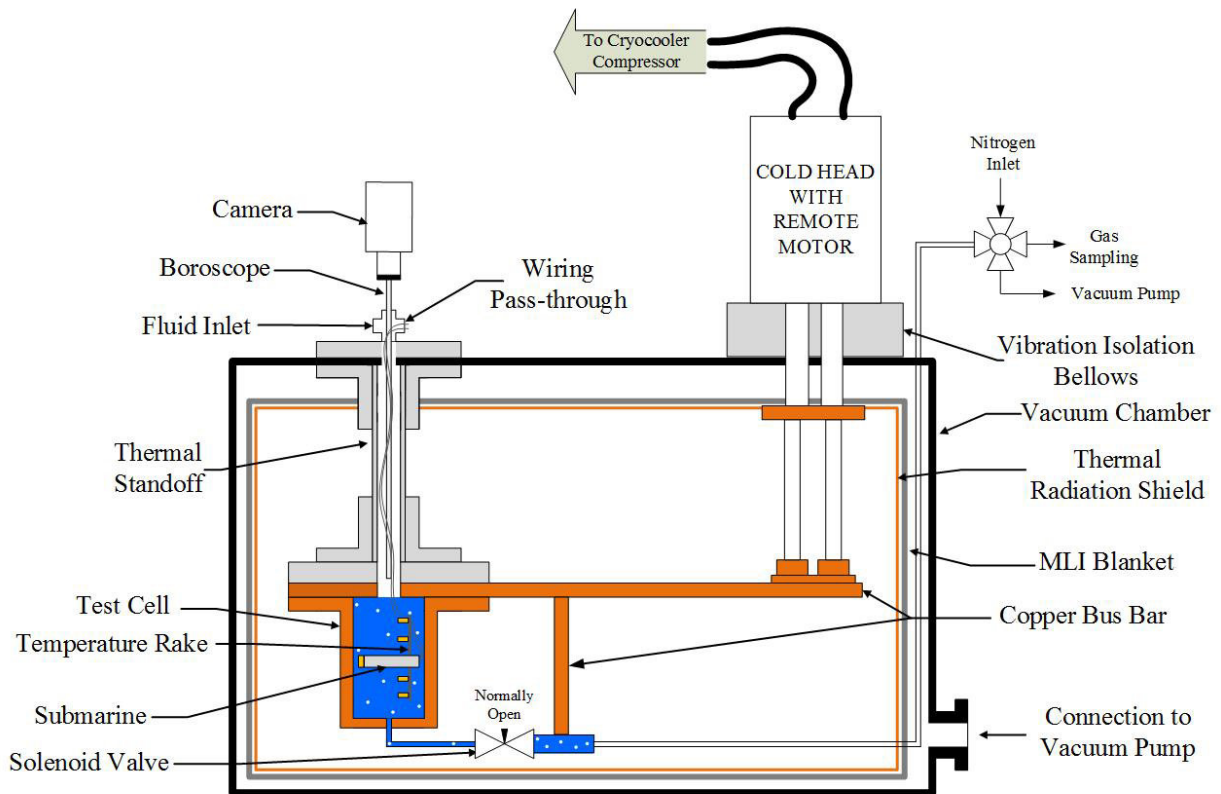 To Cryocooler
Compressor
COLD HEAD
WITH
REMOTE
MOTOR
Nitrogen
Inlet
Gas
Sampling
Vacuum Pump
Camera
Boroscope
Fluid Inlet
Wiring
Pass-through
Vibration Isolation
Bellows
Vacuum Chamber
Thermal
Standoff
Thermal
Radiation Shield
MLI Blanket
Copper Bus Bar
Test Cell
Temperature Rake
Submarine
Solenoid Valve
Normally
Open
Connection to
Vacuum Pump